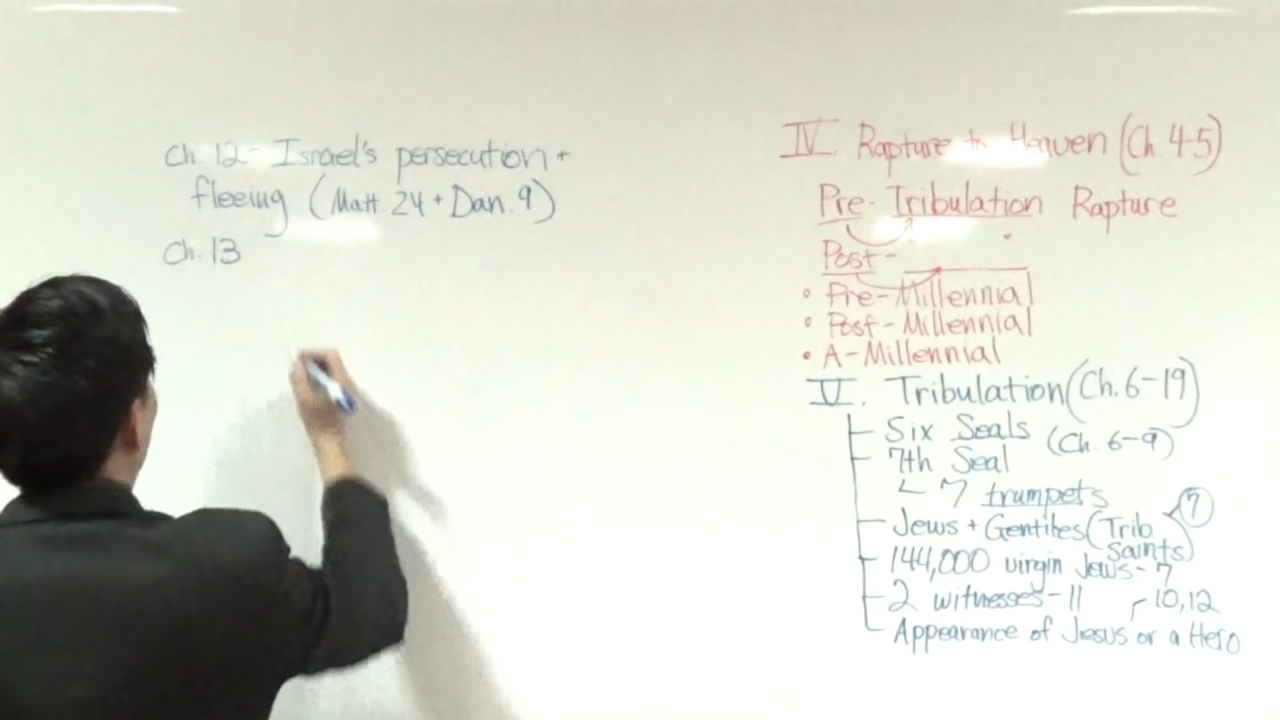 Ch. 12 - Israel's persecution +
fleeing (Matt. 24 + Dan. 9)
Ch. 13
IV. Rapture to Heaven (Ch. 4-5)
Pre-Tribulation Rapture
Post-
• Pre-Millennial
• Post-Millennial
• A-Millennial
V. Tribulation (Ch. 6-19)
Six Seals
(Ch. 6-9)
7th Seal
7 trumpets
Jews + Gentiles (Trib Saints) 7
144,000 virgin Jews - 7
2 witnesses - 11
10, 12
Appearance of Jesus or a Hero